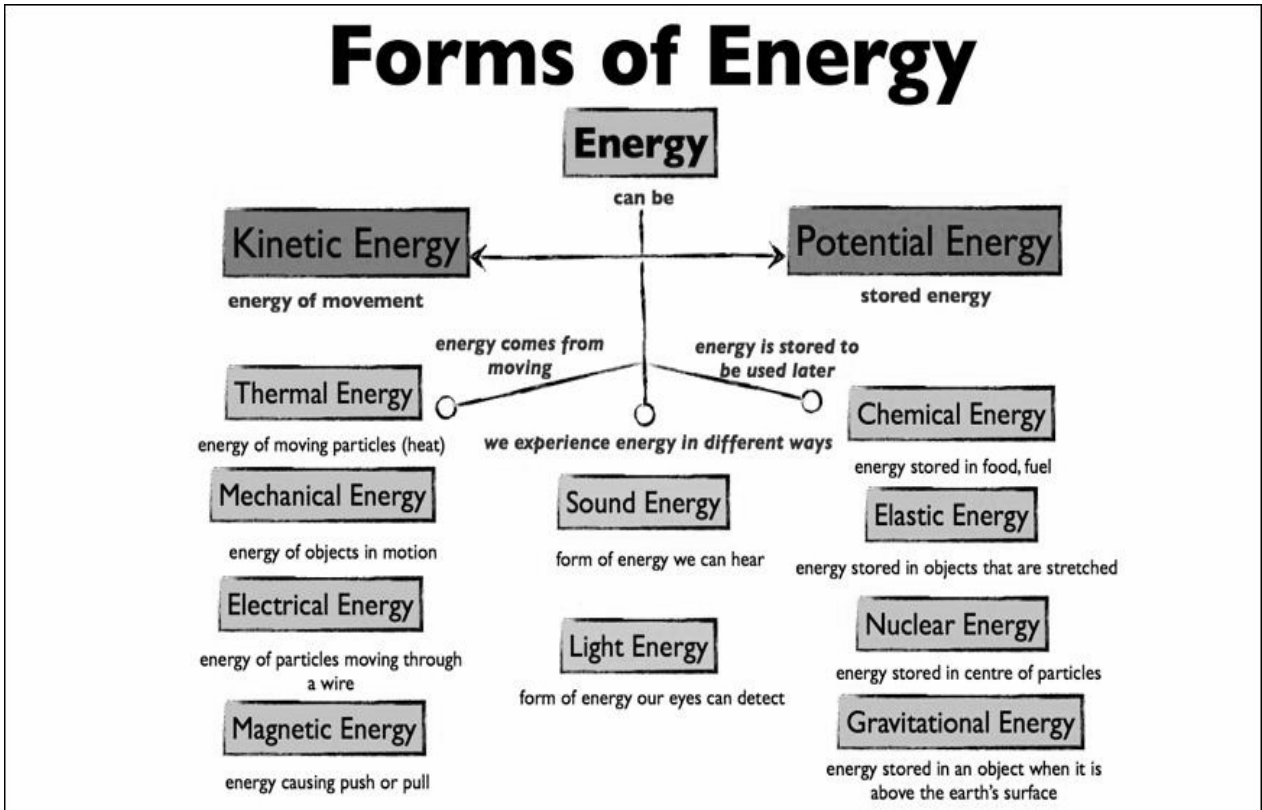 Forms of Energy
Energy
can be
Kinetic Energy
energy of movement
Potential Energy
stored energy
energy comes from
moving
energy is stored to
be used later
we experience energy in different ways
Thermal Energy
energy of moving particles (heat)
Mechanical Energy
energy of objects in motion
Electrical Energy
energy of particles moving through
a wire
Magnetic Energy
energy causing push or pull
Sound Energy
form of energy we can hear
Light Energy
form of energy our eyes can detect
Chemical Energy
energy stored in food, fuel
Elastic Energy
energy stored in objects that are stretched
Nuclear Energy
energy stored in centre of particles
Gravitational Energy
energy stored in an object when it is
above the earth's surface